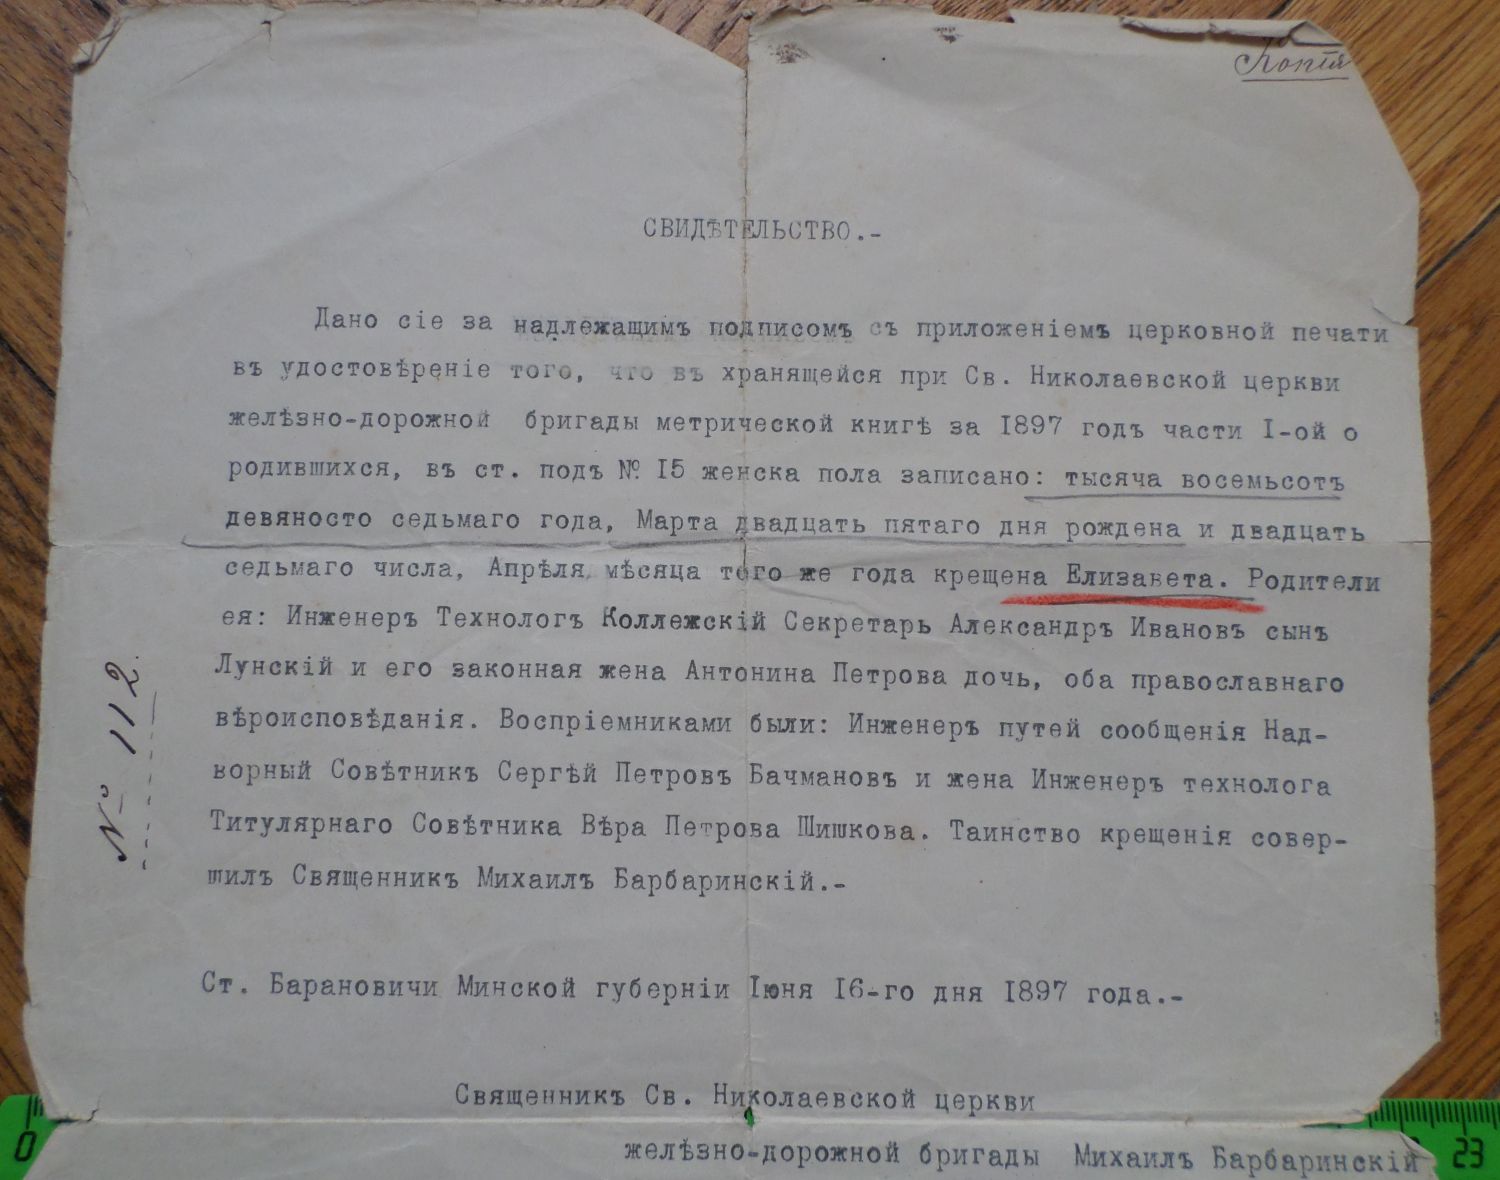 Копія
СВИДѢТЕЛЬСТВО.-
Дано сіе за надлежащимъ подписомъ съ приложеніемъ церковной печати
въ удостовѣреніе того, что въ хранящейся при Св. Николаевской церкви
желѣзно-дорожной бригады метрической книгѣ за 1897 годъ части I-ой о
родившихся, въ ст. подъ № 15 женска пола записано: тысяча восемьсотъ
девяносто седьмаго года, Марта двадцать пятаго дня рождена и двадцать
седьмаго числа, Апрѣля мѣсяца того же года крещена Елизавета. Родители
ея: Инженеръ Технологъ Коллежскій Секретарь Александръ Ивановъ сынъ
Лунскій и его законная жена Антонина Петрова дочь, оба православнаго
вѣроисповѣданія. Воспріемниками были: Инженеръ путей сообщенія Над-
ворный Совѣтникъ Сергѣй Петровъ Бачмановъ и жена Инженеръ технолога
Титулярнаго Совѣтника Вѣра Петрова Шишкова. Таинство крещенія совер-
шилъ Священникъ Михаилъ Барбаринскій.-
№ 112.
Ст. Барановичи Минской губерніи Іюня 16-го дня 1897 года.-
Священникъ Св. Николаевской церкви
желѣзно-дорожной бригады Михаилъ Барбаринскій
0 23